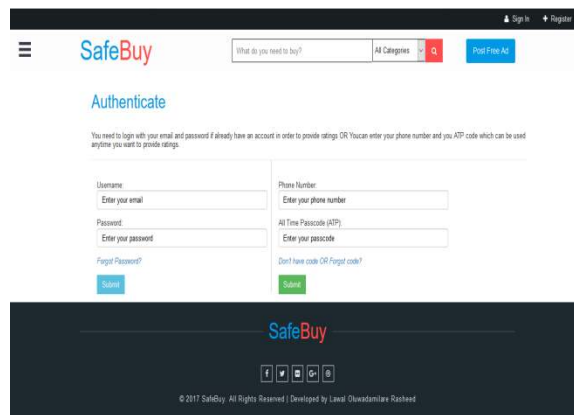 Sign In
Register
SafeBuy
What do you need to buy?
All Categories
Post Free Ad
Authenticate
You need to login with your email and password if already have an account in order to provide ratings OR Youcan enter your phone number and you ATP code which can be used
anytime you want to provide ratings.
Username:
Enter your email
Password:
Enter your password
Forgot Password?
Submit
Phone Number:
Enter your phone number
All Time Passcode (ATP):
Enter your passcode
Don't have code OR Forgot code?
Submit
SafeBuy
© 2017 SafeBuy. All Rights Reserved | Developed by Lawal Oluwadamilare Rasheed